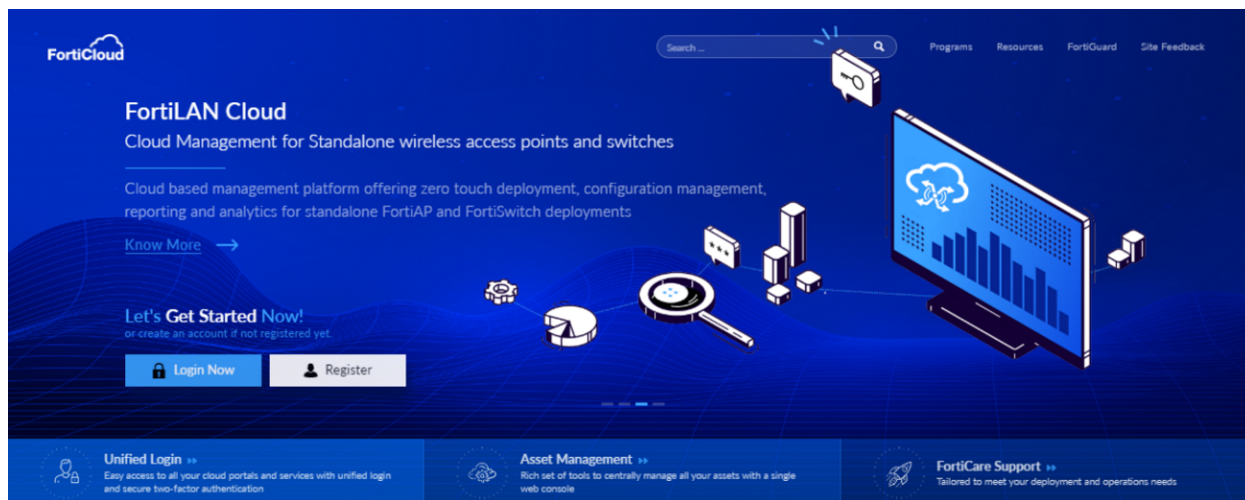 FortiCloud
Search ...
Programs
Resources
FortiGuard
Site Feedback
FortiLAN Cloud
Cloud Management for Standalone wireless access points and switches
Cloud based management platform offering zero touch deployment, configuration management,
reporting and analytics for standalone FortiAP and FortiSwitch deployments
Know More
Let's Get Started Now!
or create an account if not registered yet.
Login Now
Register
Unified Login
Easy access to all your cloud portals and services with unified login
and secure two-factor authentication
Asset Management
Rich set of tools to centrally manage all your assets with a single
web console
FortiCare Support
Tailored to meet your deployment and operations needs